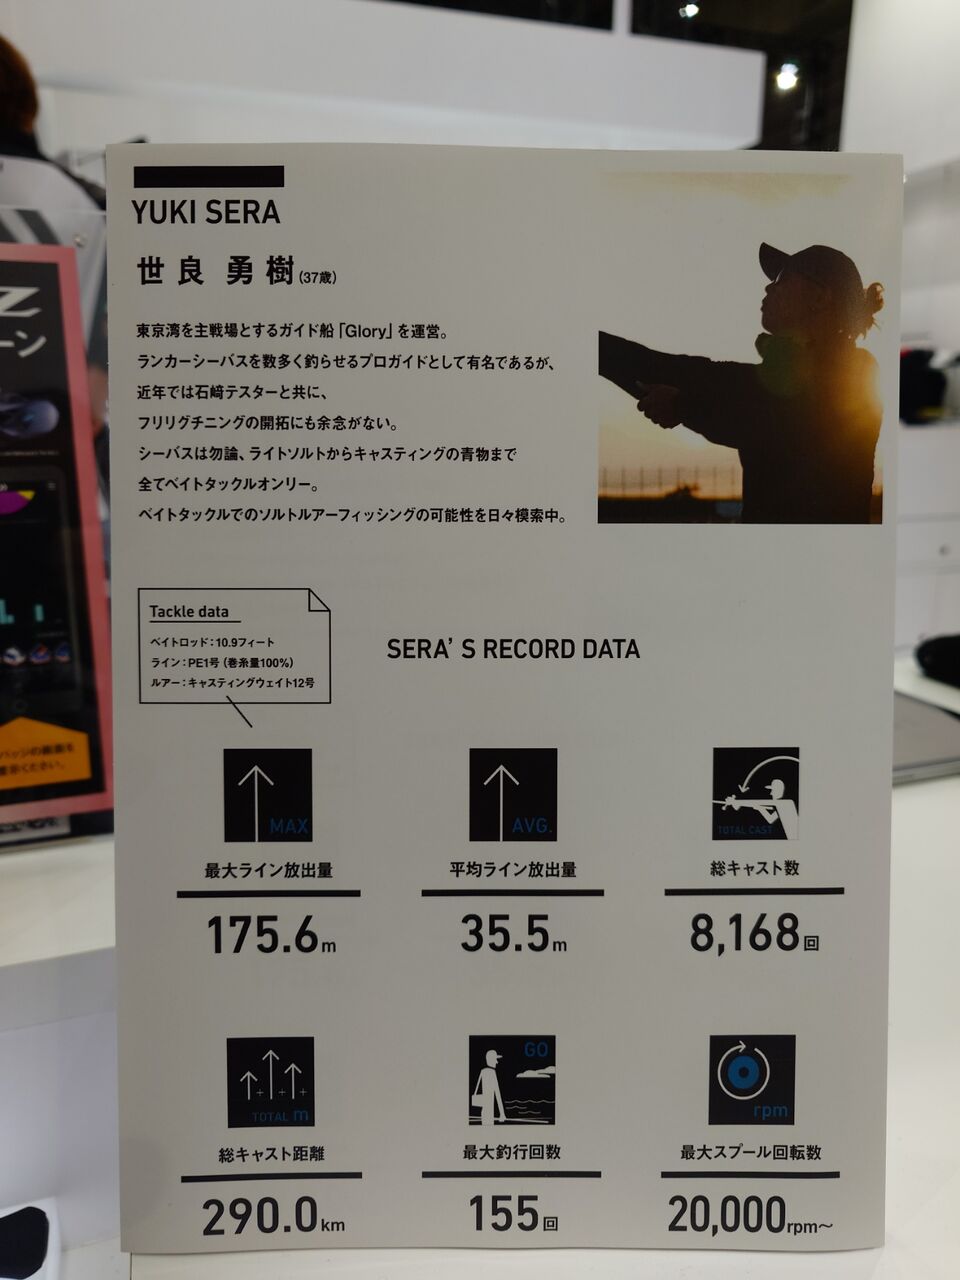 YUKI SERA
世良 勇樹(37歳)
東京湾を主戦場とするガイド船「Glory」を運営。
ランカーシーバスを数多く釣らせるプロガイドとして有名であるが、
近年では石﨑テスターと共に、
フリリグチニングの開拓にも余念がない。
シーバスは勿論、ライトソルトからキャスティングの青物まで
全てベイトタックルオンリー。
ベイトタックルでのソルトルアーフィッシングの可能性を日々模索中。
Tackle data
ベイトロッド:10.9フィート
ライン:PE1号(巻糸量100%)
ルアー:キャスティングウェイト12号
SERA'S RECORD DATA
MAX
最大ライン放出量
175.6m
AVG.
平均ライン放出量
35.5m
TOTAL CAST
総キャスト数
8,168回
TOTAL m
総キャスト距離
290.0km
GO
最大釣行回数
155回
rpm
最大スプール回転数
20,000rpm〜
Z
ーン